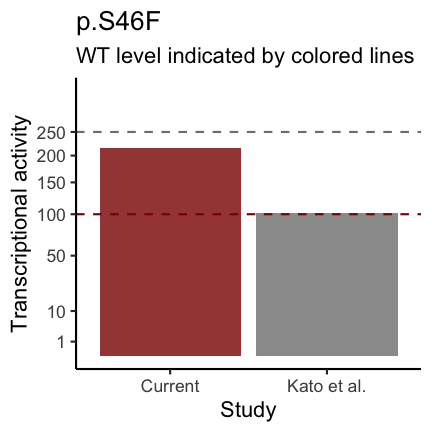 p.S46F
WT level indicated by colored lines
Transcriptional activity
250
200
150
100
50
10
1
Current
Kato et al.
Study